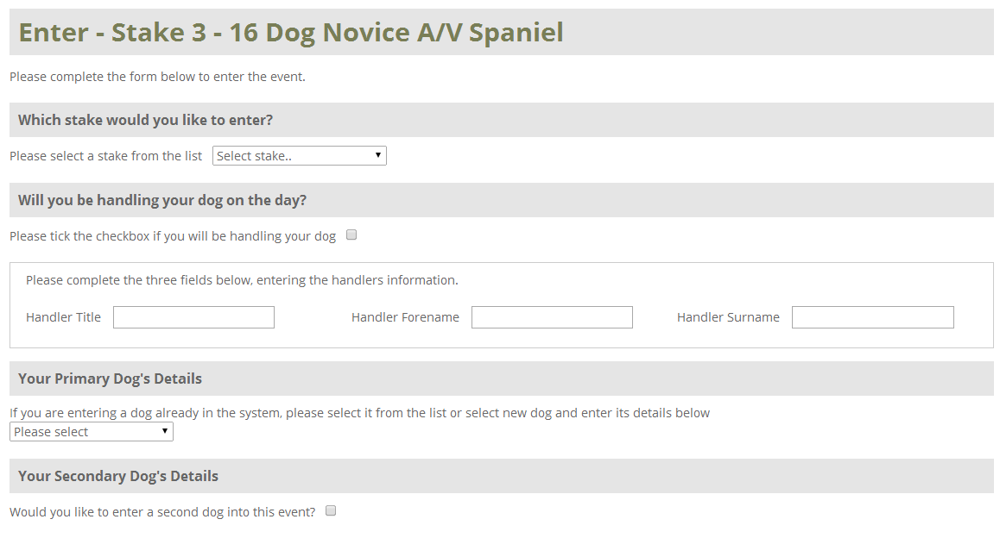 Enter - Stake 3 - 16 Dog Novice A/V Spaniel
Please complete the form below to enter the event.
Which stake would you like to enter?
Please select a stake from the list Select stake..
Will you be handling your dog on the day?
Please tick the checkbox if you will be handling your dog
Please complete the three fields below, entering the handlers information.
Handler Title Handler Forename Handler Surname
Your Primary Dog's Details
If you are entering a dog already in the system, please select it from the list or select new dog and enter its details below
Please select
Your Secondary Dog's Details
Would you like to enter a second dog into this event?